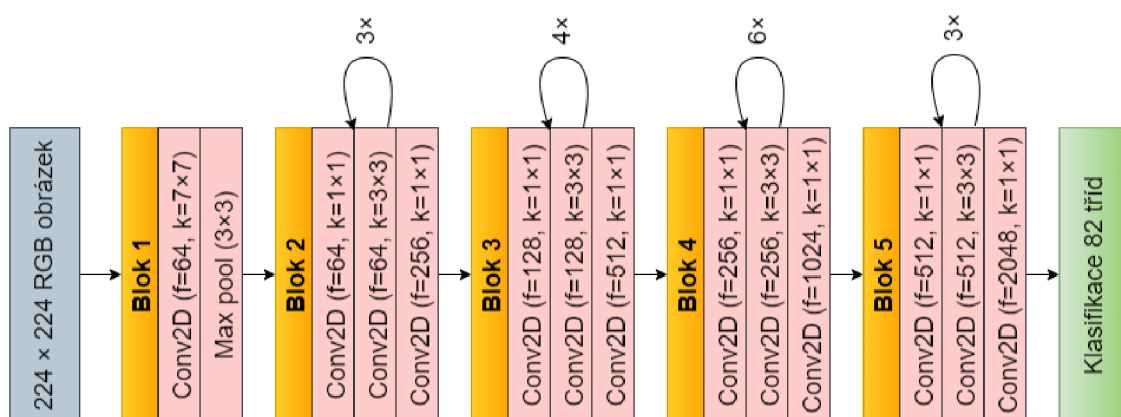 224 × 224 RGB obrázek
Blok 1
Conv2D (f=64, k=7×7)
Max pool (3×3)
3×
Blok 2
Conv2D (f=64, k=1×1)
Conv2D (f=64, k=3×3)
Conv2D (f=256, k=1×1)
4×
Blok 3
Conv2D (f=128, k=1×1)
Conv2D (f=128, k=3×3)
Conv2D (f=512, k=1×1)
6×
Blok 4
Conv2D (f=256, k=1×1)
Conv2D (f=256, k=3×3)
Conv2D (f=1024, k=1×1)
3×
Blok 5
Conv2D (f=512, k=1×1)
Conv2D (f=512, k=3×3)
Conv2D (f=2048, k=1×1)
Klasifikace 82 tříd